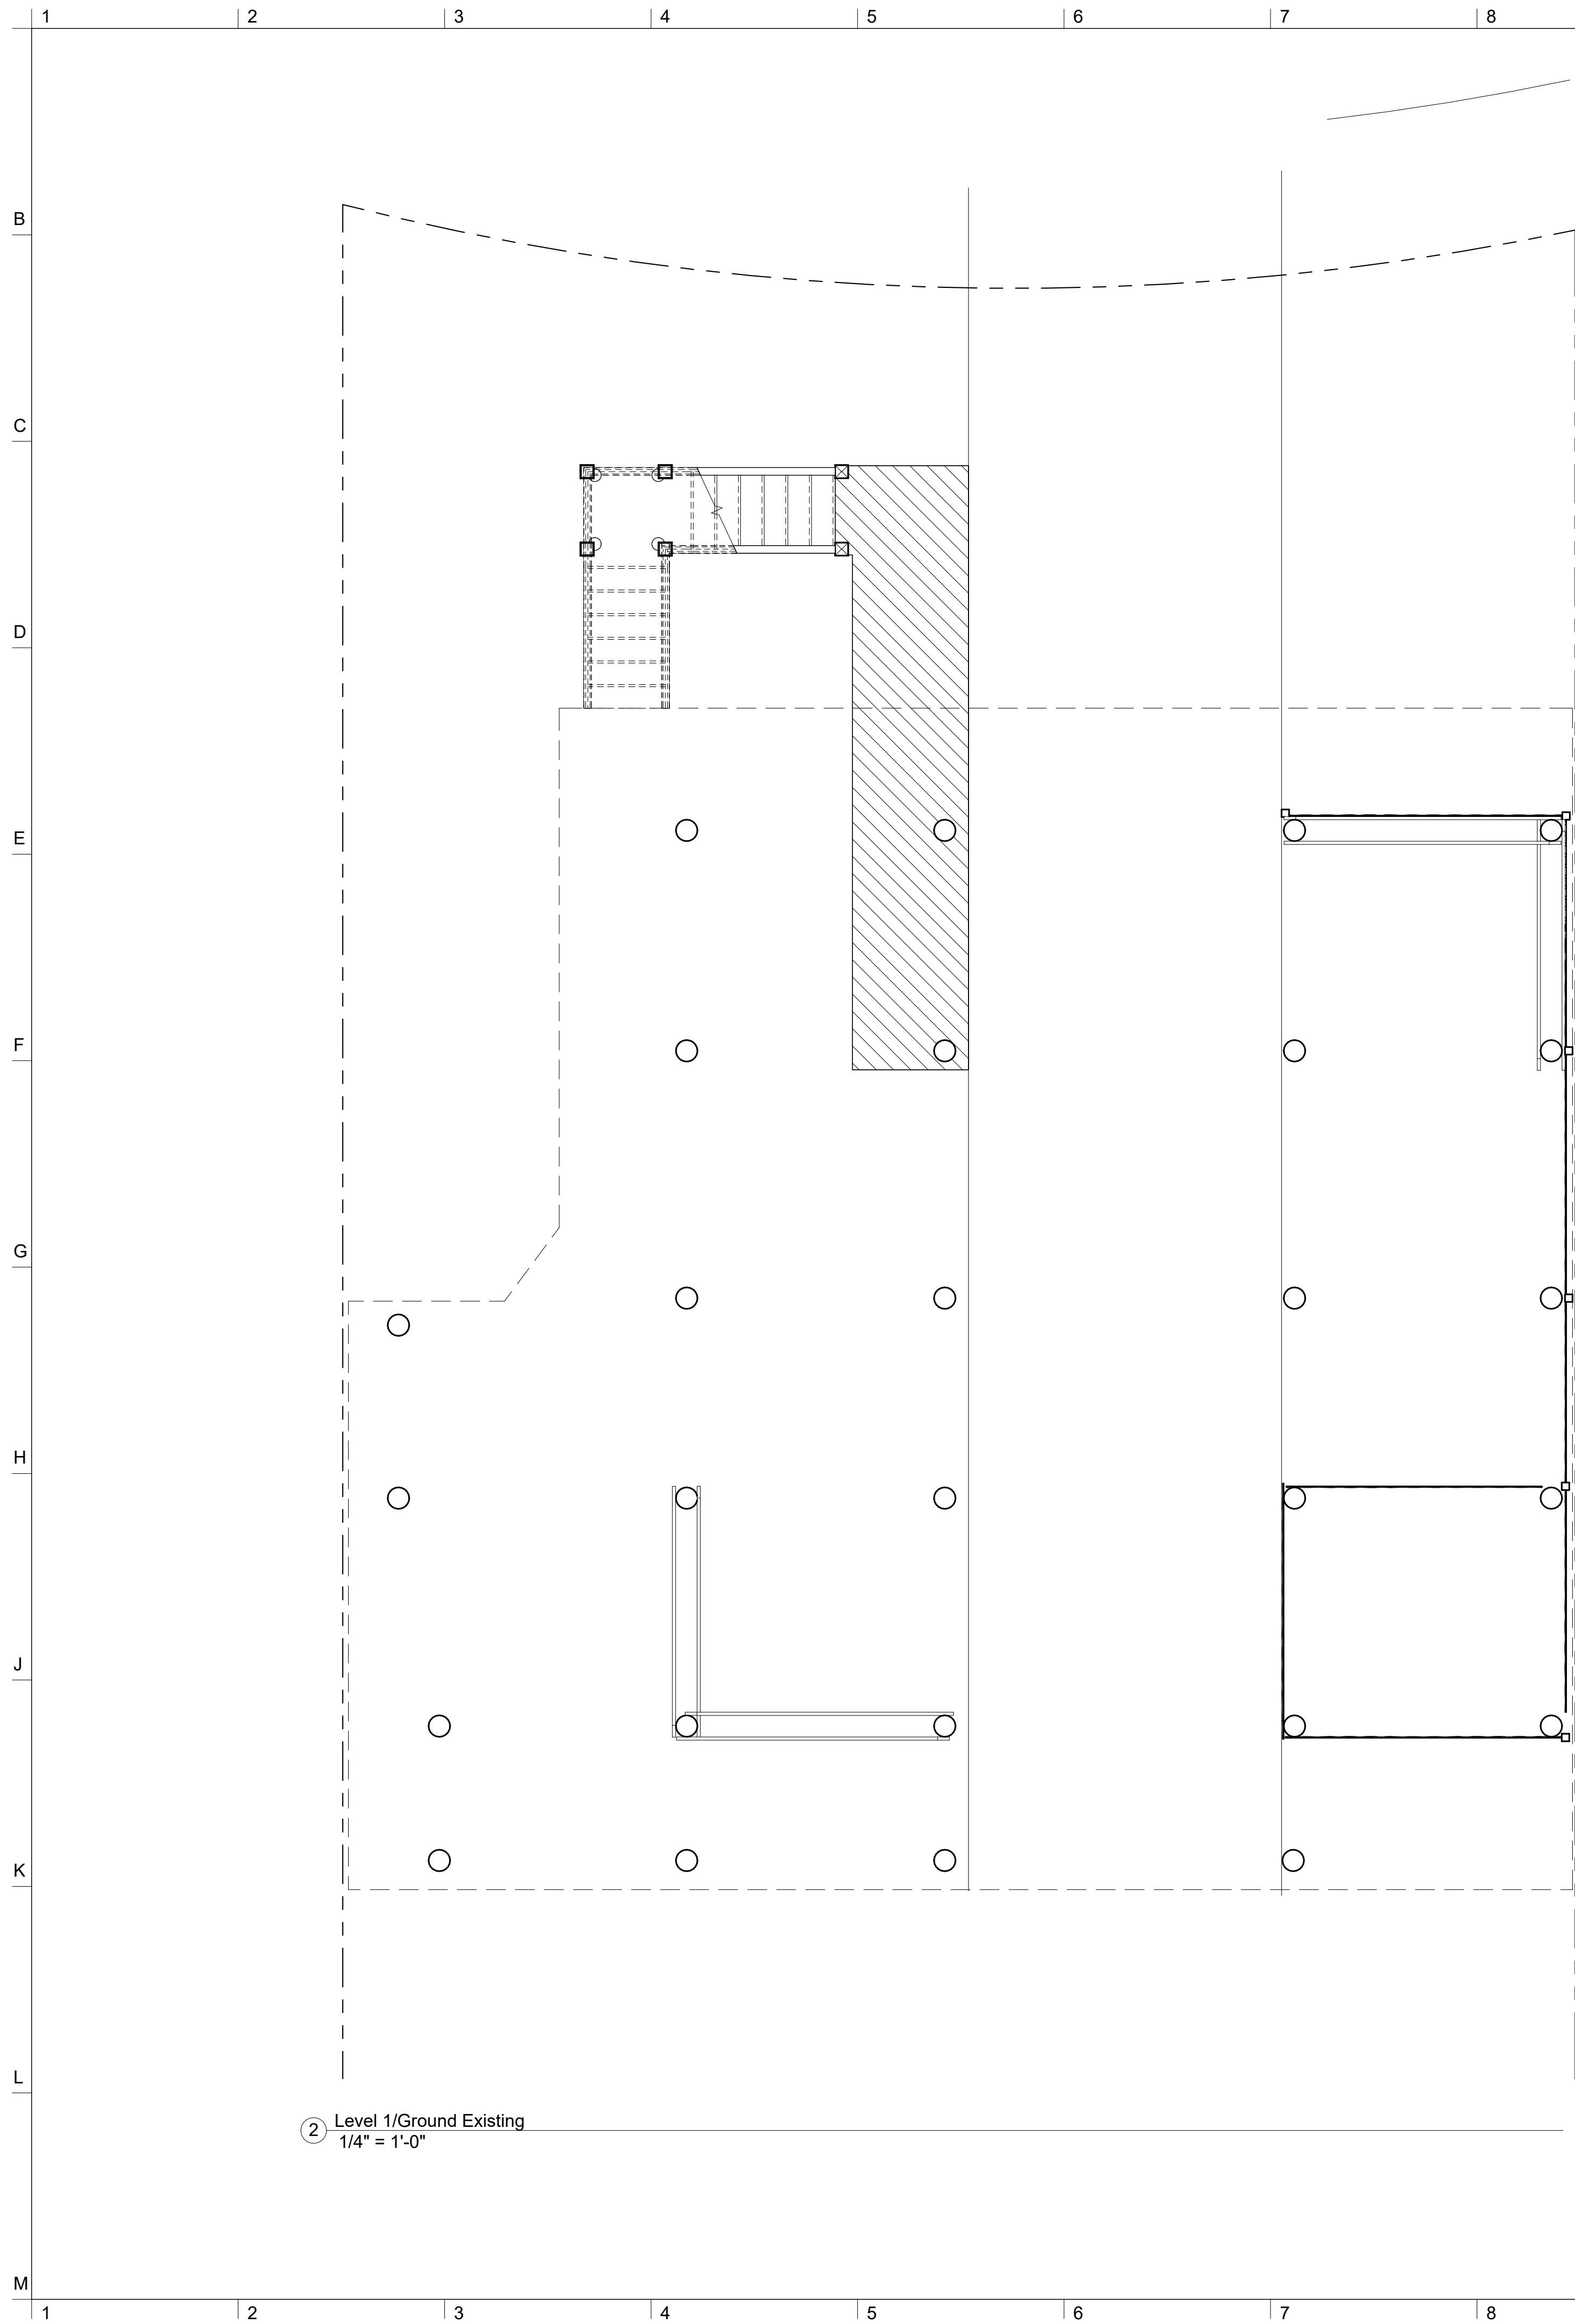 1 2 3 4 5 6 7 8
B
C
D
E
F
G
H
J
K
L
2 Level 1/Ground Existing
1/4" = 1'-0"
M
1 2 3 4 5 6 7 8